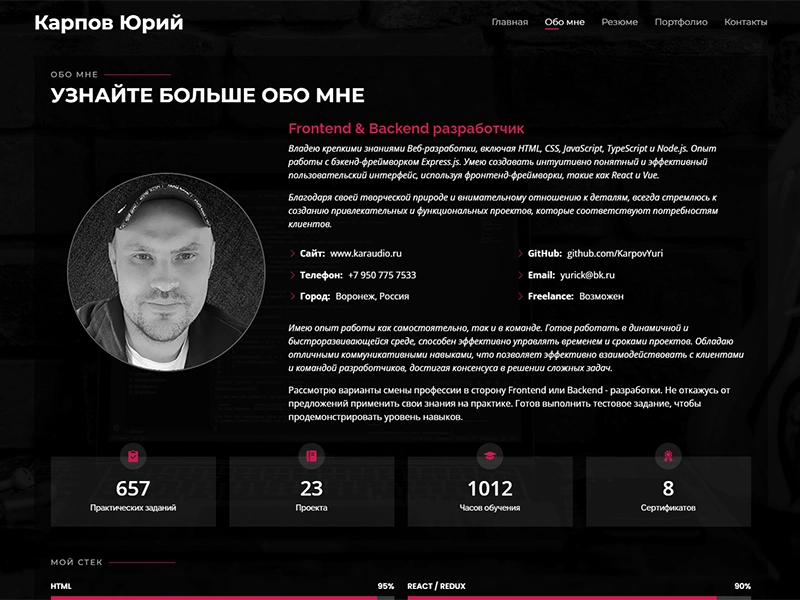 Карпов Юрий
Главная Обо мне Резюме Портфолио Контакты
ОБО МНЕ
УЗНАЙТЕ БОЛЬШЕ ОБО МНЕ
Frontend & Backend разработчик
Владею крепкими знаниями Веб-разработки, включая HTML, CSS, JavaScript, TypeScript и Node.js. Опыт
работы с бэкенд-фреймворком Express.js. Умею создавать интуитивно понятный и эффективный
пользовательский интерфейс, используя фронтенд-фреймворки, такие как React и Vue.
Благодаря своей творческой природе и внимательному отношению к деталям, всегда стремлюсь к
созданию привлекательных и функциональных проектов, которые соответствуют потребностям
клиентов.
Сайт: www.karaudio.ru
GitHub: github.com/KarpovYuri
Телефон: +7 950 775 7533
Email: yurick@bk.ru
Город: Воронеж, Россия
Freelance: Возможен
Имею опыт работы как самостоятельно, так и в команде. Готов работать в динамичной и
быстроразвивающейся среде, способен эффективно управлять временем и сроками проектов. Обладаю
отличными коммуникативными навыками, что позволяет эффективно взаимодействовать с клиентами
и командой разработчиков, достигая консенсуса в решении сложных задач.
Рассмотрю варианты смены профессии в сторону Frontend или Backend - разработки. Не откажусь от
предложений применить свои знания на практике. Готов выполнить тестовое задание, чтобы
продемонстрировать уровень навыков.
657
Практических заданий
23
Проекта
1012
Часов обучения
8
Сертификатов
МОЙ СТЕК
HTML 95%
REACT / REDUX 90%